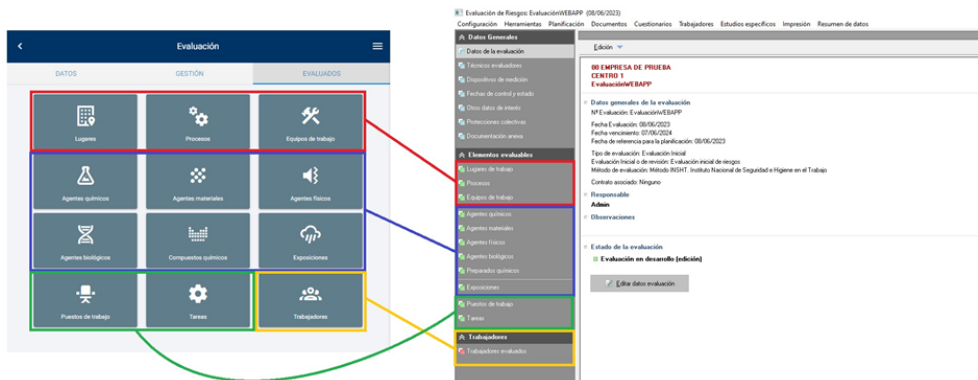 Evaluación
DATOS GESTIÓN EVALUADOS
Lugares Procesos Equipos de trabajo
Agentes químicos Agentes materiales Agentes físicos
Agentes biológicos Compuestos químicos Exposiciones
Puestos de trabajo Tareas Trabajadores
Evaluación de Riesgos: EvaluaciónWEBAPP (08/06/2023)
Configuración Herramientas Planificación Documentos Cuestionarios Trabajadores Estudios específicos Impresión Resumen de datos
Datos Generales
Datos de la evaluación
Técnicos evaluadores
Dispositivos de medición
Fechas de control y estado
Otros datos de interés
Protecciones colectivas
Documentación anexa
Elementos evaluables
Lugares de trabajo
Procesos
Equipos de trabajo
Agentes químicos
Agentes materiales
Agentes físicos
Agentes biológicos
Preparados químicos
Exposiciones
Puestos de trabajo
Tareas
Trabajadores
Trabajadores evaluados
Edición
00 EMPRESA DE PRUEBA
CENTRO 1
EvaluaciónWEBAPP
Datos generales de la evaluación
Nº Evaluación: EvaluaciónWEBAPP
Fecha Evaluación: 08/06/2023
Fecha vencimiento: 07/06/2024
Fecha de referencia para la planificación: 08/06/2023
Tipo de evaluación: Evaluación Inicial
Evaluación Inicial o de revisión: Evaluación inicial de riesgos
Método de evaluación: Método INSHT. Instituto Nacional de Seguridad e Higiene en el Trabajo
Contrato asociado: Ninguno
Responsable
Admin
Observaciones
Estado de la evaluación
Evaluación en desarrollo (edición)
Editar datos evaluación